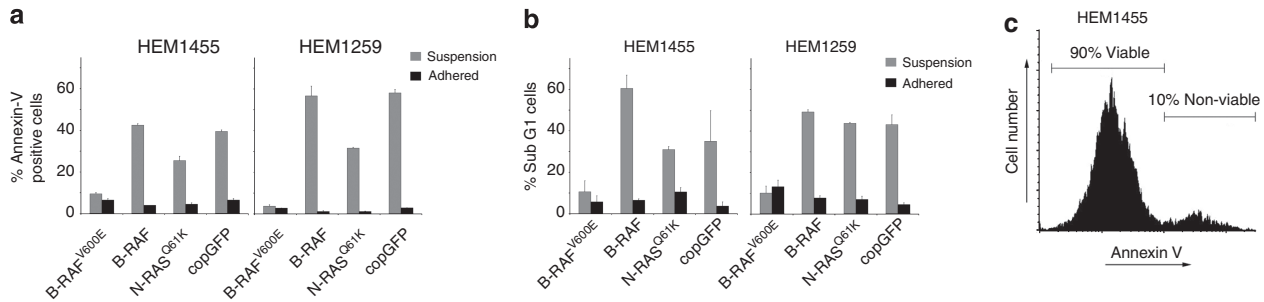 a
HEM1455
HEM1259
Suspension
Adhered
% Annexin-V
positive cells
60
40
20
0
B-RAFV600E
B-RAF
N-RASQ61K
copGFP
B-RAFV600E
B-RAF
N-RASQ61K
copGFP
b
HEM1455
HEM1259
Suspension
Adhered
% Sub G1 cells
60
40
20
0
B-RAFV600E
B-RAF
N-RASQ61K
copGFP
B-RAFV600E
B-RAF
N-RASQ61K
copGFP
c
HEM1455
90% Viable
10% Non-viable
Cell number
Annexin V